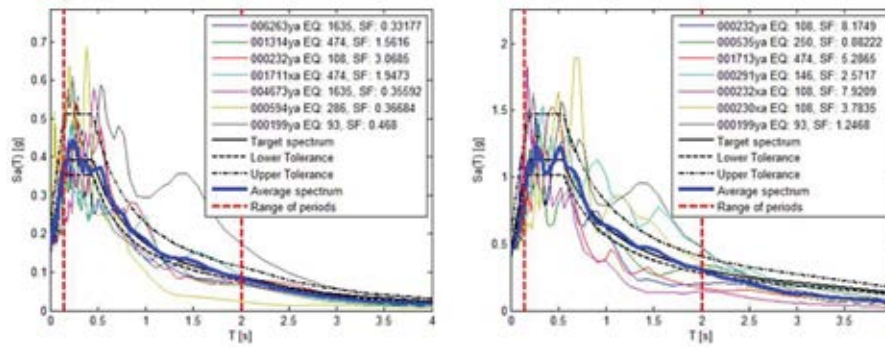 006263ya EQ: 1635, SF: 0.33177
001314ya EQ: 474, SF: 1.5616
000232ya EQ: 108, SF: 3.0685
001711xa EQ: 474, SF: 1.9473
004673ya EQ: 1635, SF: 0.35592
000594ya EQ: 286, SF: 0.36684
000199ya EQ: 93, SF: 0.468
Target spectrum
Lower Tolerance
Upper Tolerance
Average spectrum
Range of periods
Sa(T) [g]
0.7
0.6
0.5
0.4
0.3
0.2
0.1
0
0 0.5 1 1.5 2 2.5 3 3.5 4
T [s]
000232ya EQ: 108, SF: 8.1749
000535ya EQ: 250, SF: 0.88222
001713ya EQ: 474, SF: 5.2865
000291ya EQ: 146, SF: 2.5717
000232xa EQ: 108, SF: 7.9209
000230xa EQ: 108, SF: 3.7835
000199ya EQ: 93, SF: 1.2468
Target spectrum
Lower Tolerance
Upper Tolerance
Average spectrum
Range of periods
Sa(T) [g]
2
1.5
1
0.5
0
0 0.5 1 1.5 2 2.5 3 3.5
T [s]